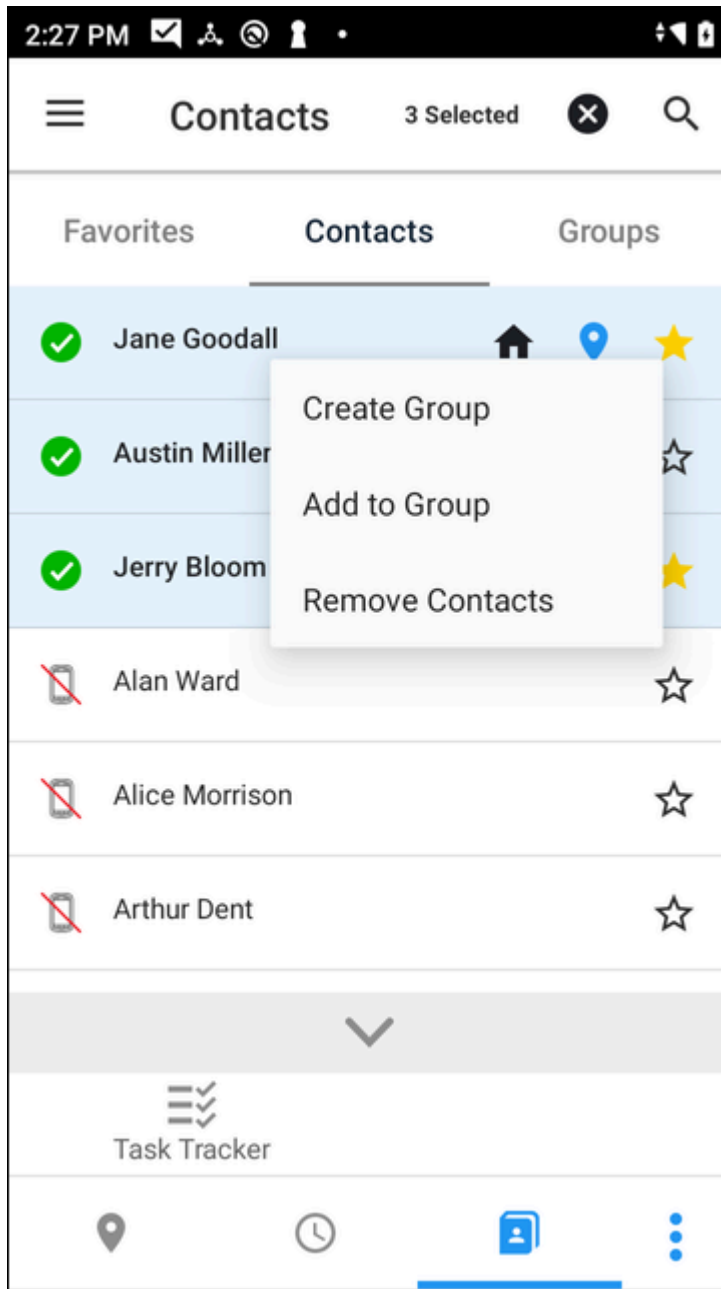 2:27 PM
Contacts 3 Selected
Favorites Contacts Groups
Jane Goodall
Create Group
Austin Miller
Add to Group
Jerry Bloom
Remove Contacts
Alan Ward
Alice Morrison
Arthur Dent
Task Tracker